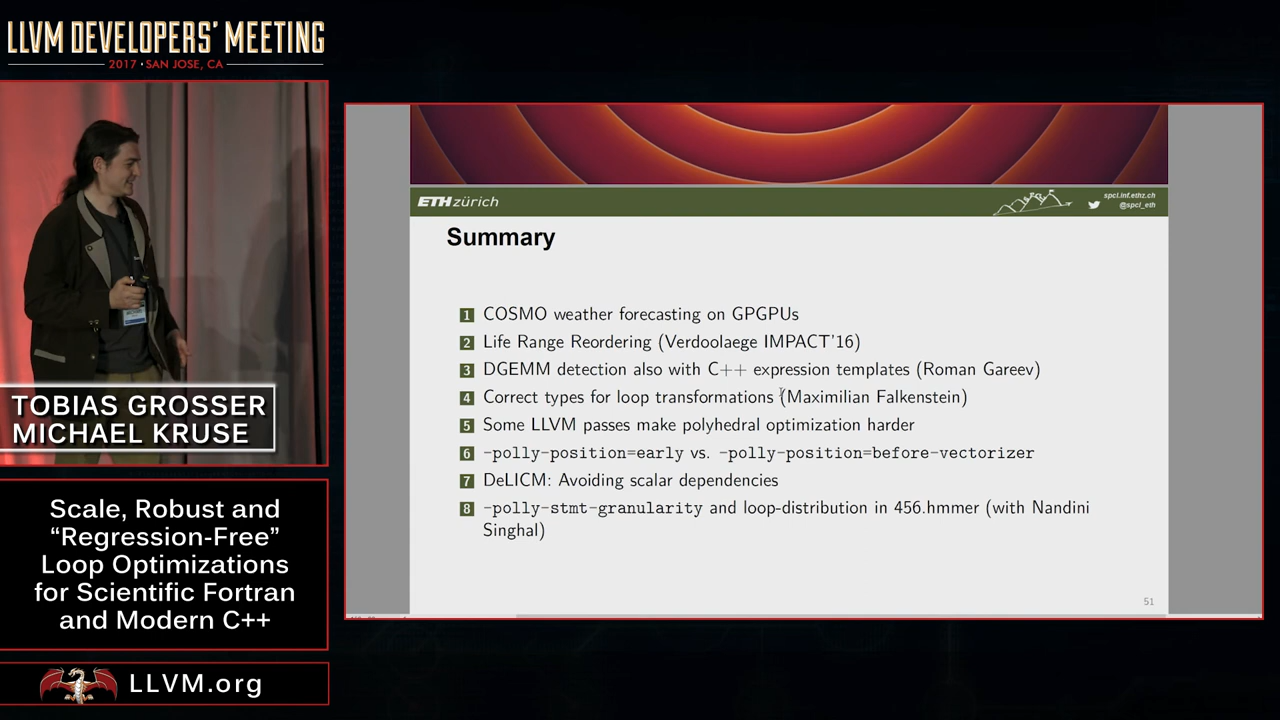 LLVM DEVELOPERS' MEETING
2017 · SAN JOSE, CA
TOBIAS GROSSER
MICHAEL KRUSE
Scale, Robust and
“Regression-Free”
Loop Optimizations
for Scientific Fortran
and Modern C++
LLVM.org
ETH zürich
spcl.inf.ethz.ch
@spcl_eth
Summary
1 COSMO weather forecasting on GPGPUs
2 Life Range Reordering (Verdoolaege IMPACT'16)
3 DGEMM detection also with C++ expression templates (Roman Gareev)
4 Correct types for loop transformations (Maximilian Falkenstein)
5 Some LLVM passes make polyhedral optimization harder
6 -polly-position=early vs. -polly-position=before-vectorizer
7 DeLICM: Avoiding scalar dependencies
8 -polly-stmt-granularity and loop-distribution in 456.hmmer (with Nandini
Singhal)
51